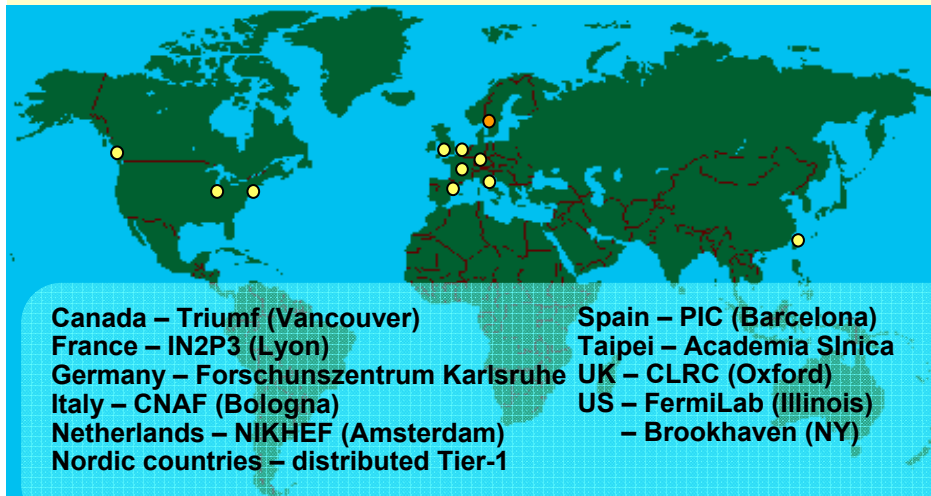 Canada – Triumf (Vancouver)
France – IN2P3 (Lyon)
Germany – Forschunszentrum Karlsruhe
Italy – CNAF (Bologna)
Netherlands – NIKHEF (Amsterdam)
Nordic countries – distributed Tier-1
Spain – PIC (Barcelona)
Taipei – Academia SInica
UK – CLRC (Oxford)
US – FermiLab (Illinois)
– Brookhaven (NY)